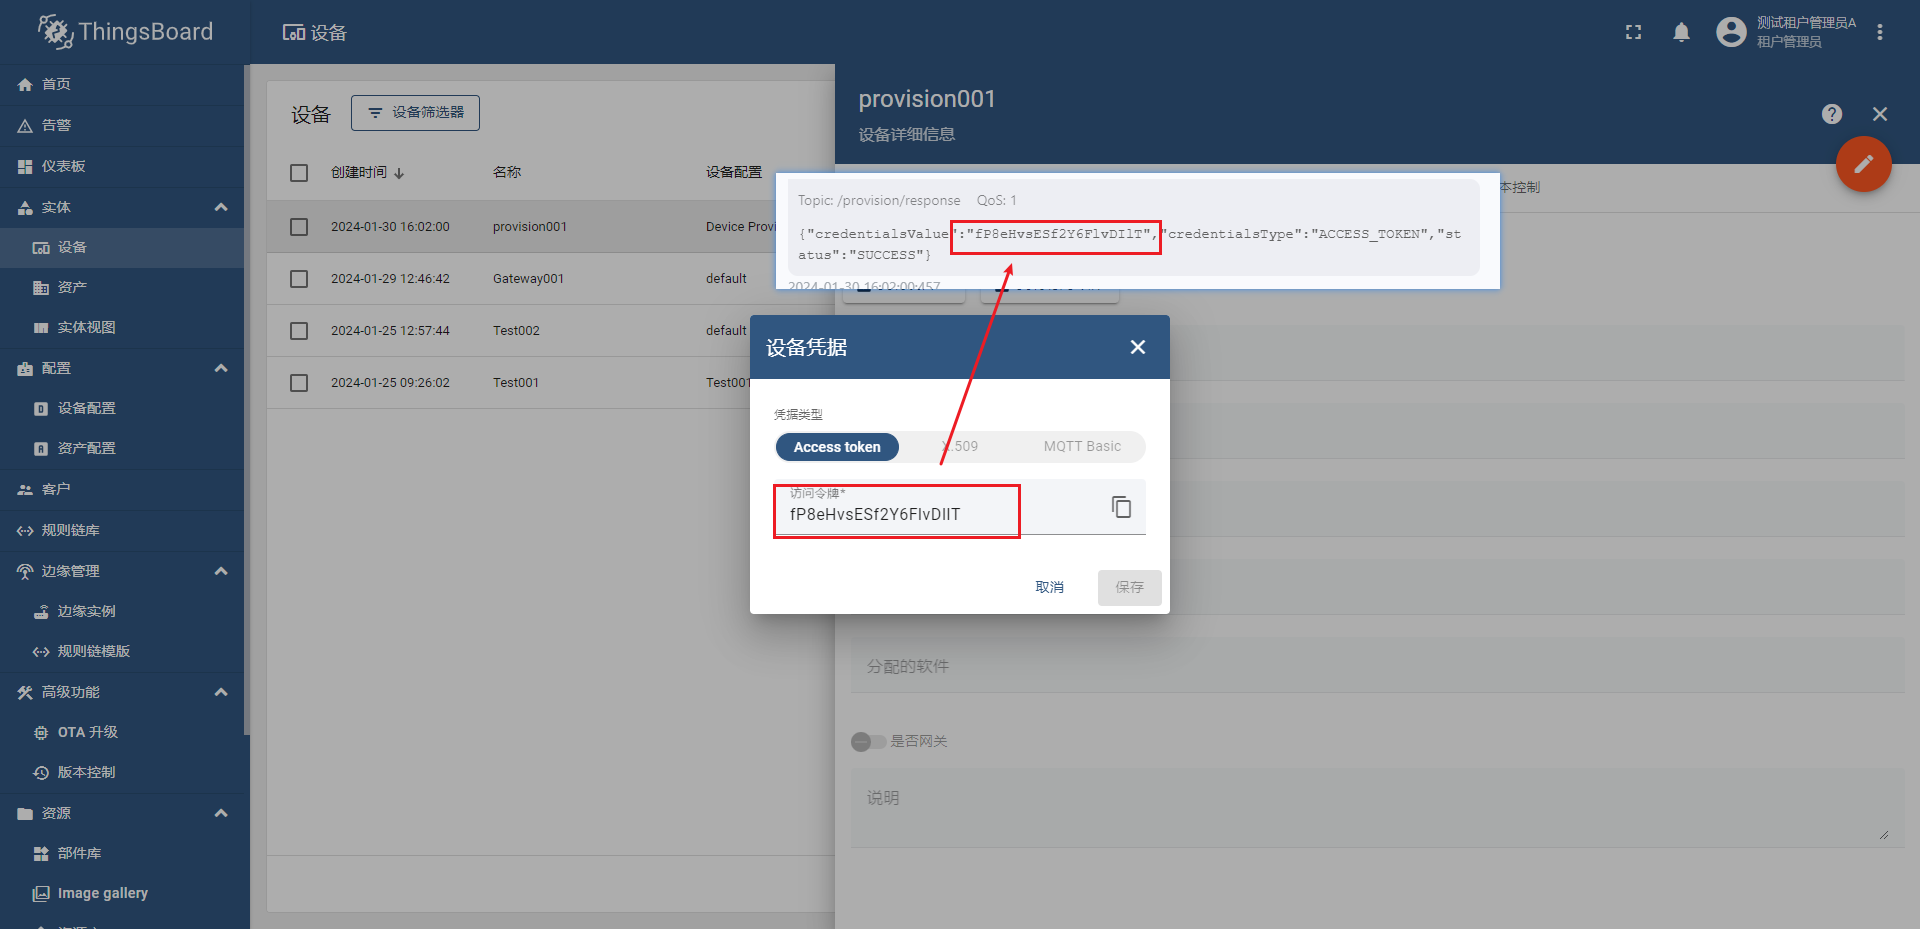 ThingsBoard
设备
测试租户管理员A
租户管理员
首页
告警
仪表板
实体
设备
资产
实体视图
配置
设备配置
资产配置
客户
规则链库
边缘管理
边缘实例
规则链模版
高级功能
OTA 升级
版本控制
资源
部件库
Image gallery
设备
设备筛选器
创建时间
名称
设备配置
2024-01-30 16:02:00
provision001
Device Provi
2024-01-29 12:46:42
Gateway001
default
2024-01-25 12:57:44
Test002
default
2024-01-25 09:26:02
Test001
Test001
provision001
设备详细信息
本控制
Topic: /provision/response QoS: 1
{"credentialsValue":"fP8eHvsESf2Y6FlvDIlT","credentialsType":"ACCESS_TOKEN","st
atus":"SUCCESS"}
2024-01-30 16:02:00:457
设备凭据
凭据类型
Access token
X.509
MQTT Basic
访问令牌*
fP8eHvsESf2Y6FlvDIlT
取消
保存
分配的软件
是否网关
说明